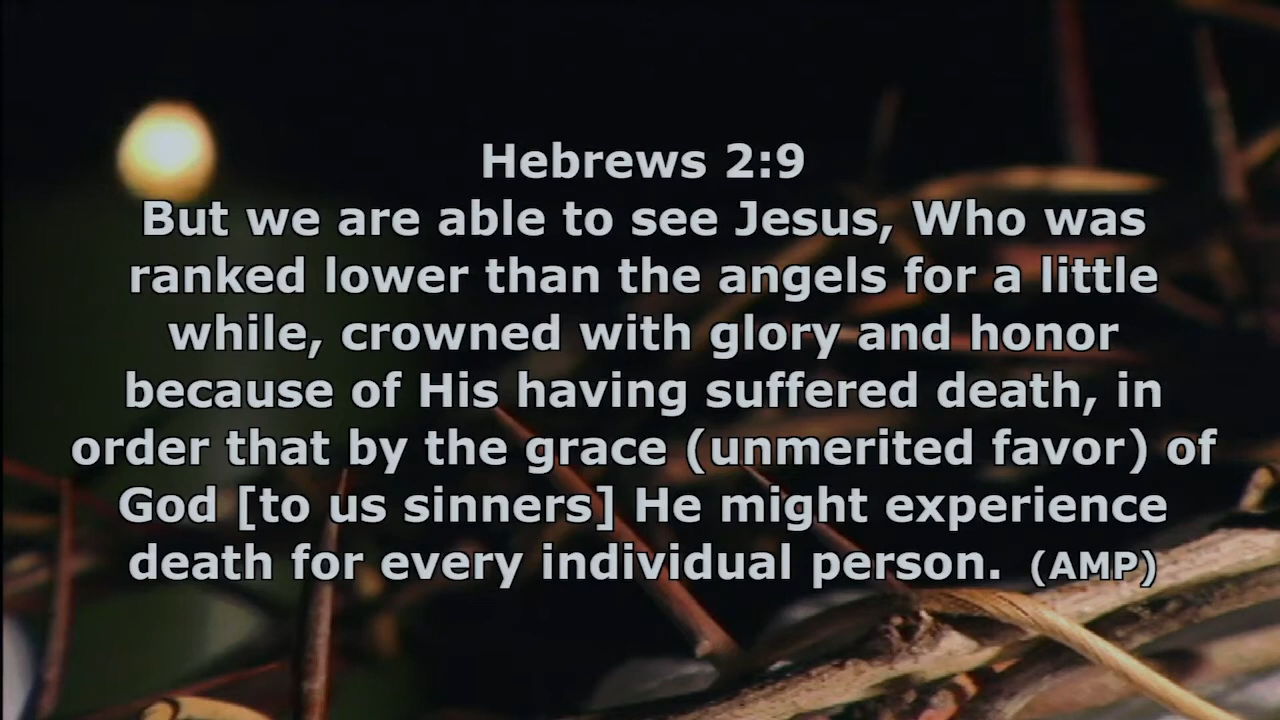 Hebrews 2:9
But we are able to see Jesus, Who was
ranked lower than the angels for a little
while, crowned with glory and honor
because of His having suffered death, in
order that by the grace (unmerited favor) of
God [to us sinners] He might experience
death for every individual person. (AMP)